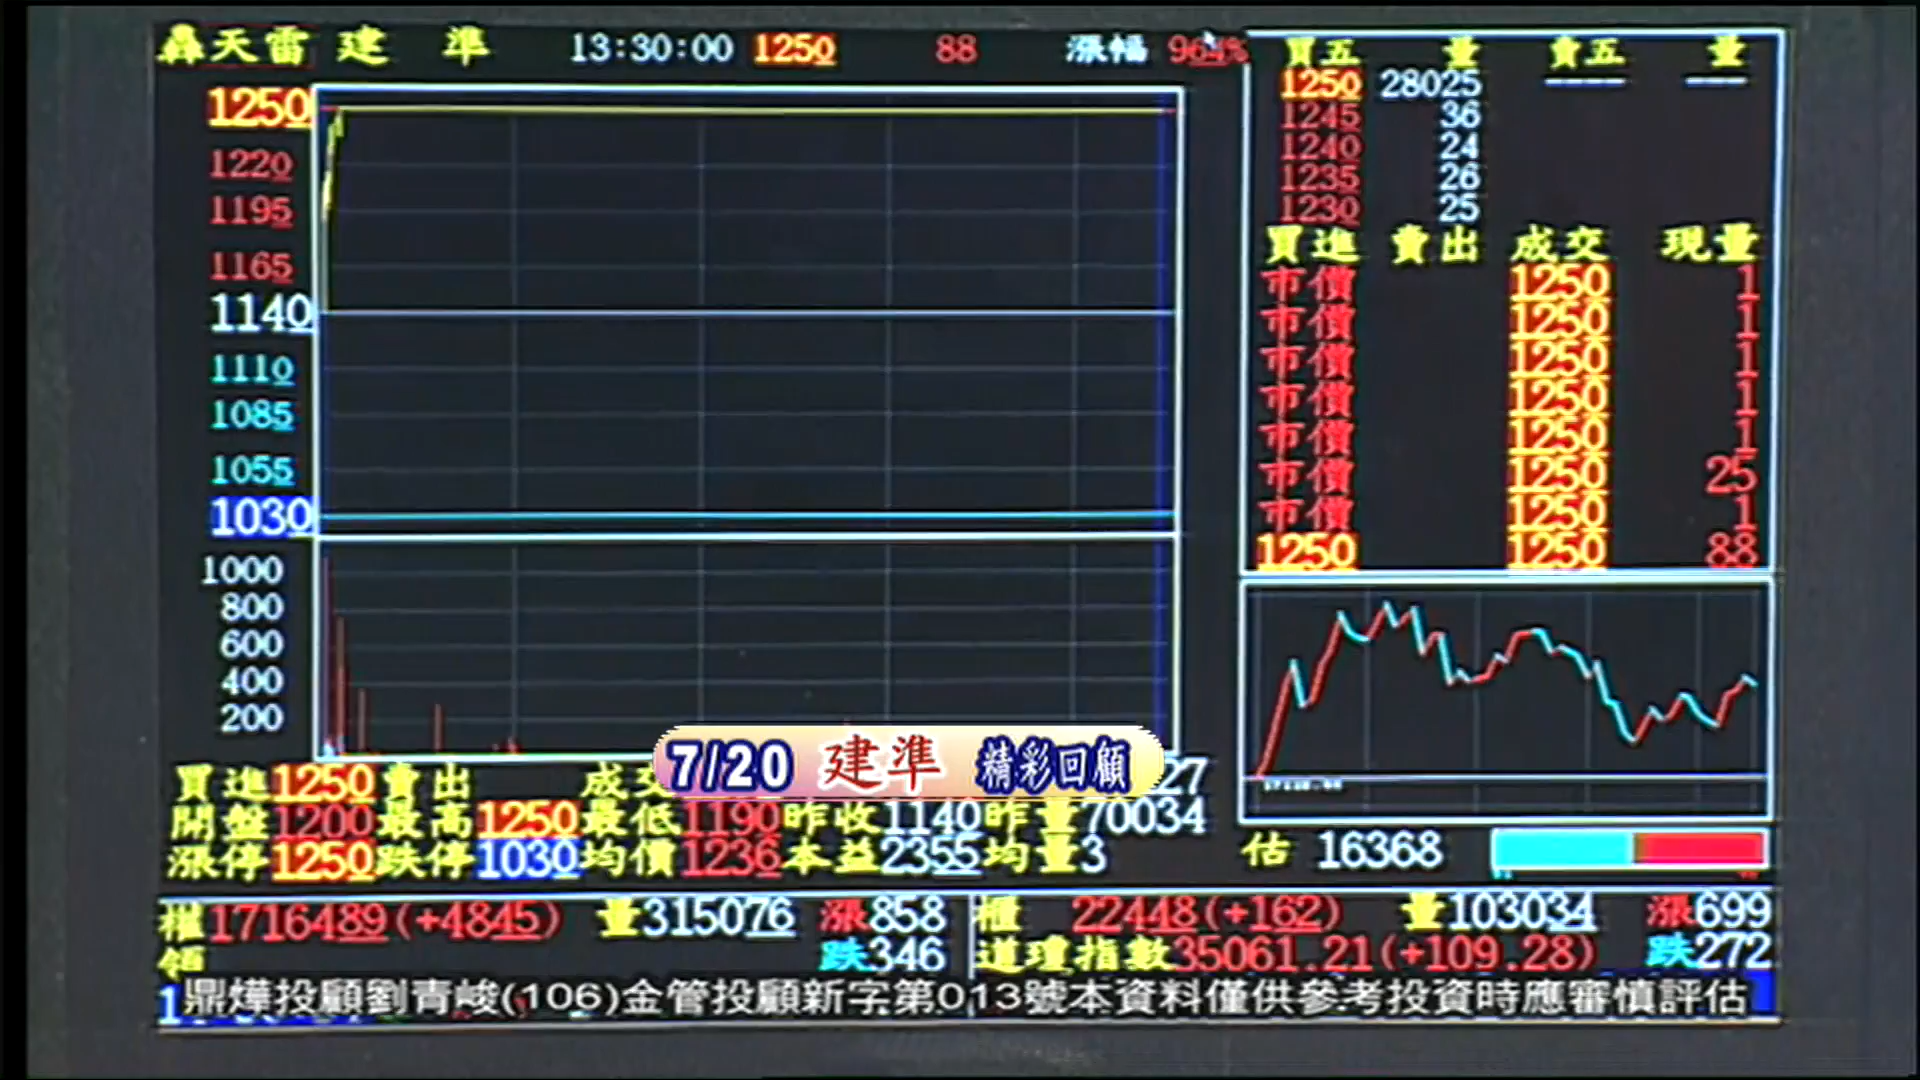 轟天雷 建 準 13:30:00 1250 88 漲幅 964%
買五 量 賣五 量
1250 28025 ---- ---
1245 36
1240 24
1235 26
1230 25
買進 賣出 成交 現量
市價 1250 1
市價 1250 1
市價 1250 1
市價 1250 1
市價 1250 1
市價 1250 25
市價 1250 1
1250 1250 88
1250
1220
1195
1165
1140
1110
1085
1055
1030
1000
800
600
400
200
7/20 建準 精彩回顧
買進1250賣出 成交 27
開盤1200最高1250最低1190昨收1140昨量70034
漲停1250跌停1030均價1236本益2355均量3
估 16368
1716489(+4845) 量315076 漲858
跌346
櫃 22448(+162) 量103034 漲699
道瓊指數35061.21(+109.28) 跌272
鼎燁投顧劉青峻(106)金管投顧新字第013號本資料僅供參考投資時應審慎評估